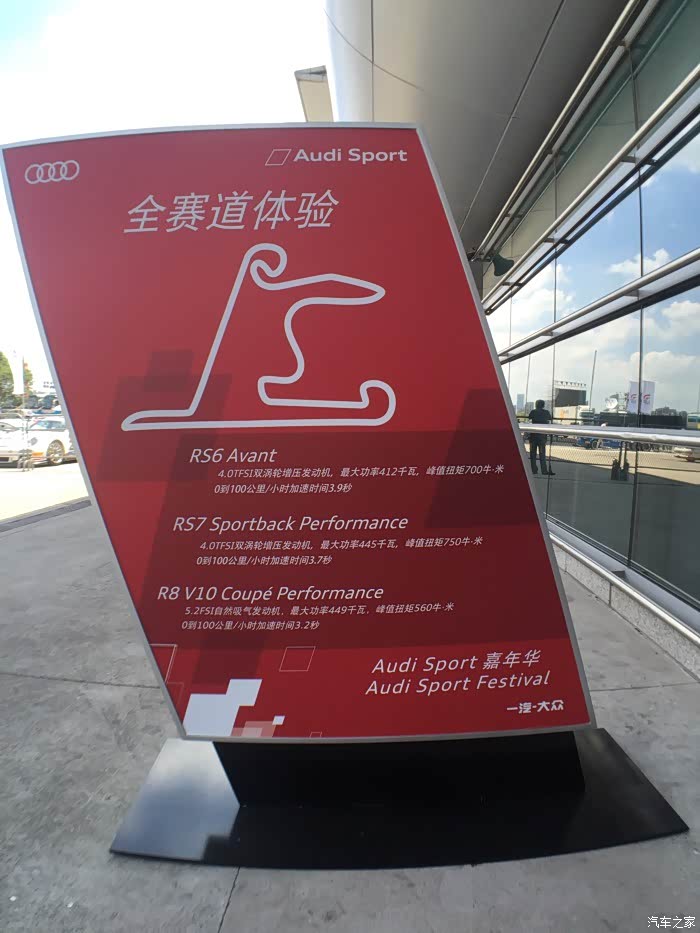 Audi Sport
全赛道体验
RS6 Avant
4.0TFSI双涡轮增压发动机，最大功率412千瓦，峰值扭矩700牛·米
0到100公里/小时加速时间3.9秒
RS7 Sportback Performance
4.0TFSI双涡轮增压发动机，最大功率445千瓦，峰值扭矩750牛·米
0到100公里/小时加速时间3.7秒
R8 V10 Coupé Performance
5.2FSI自然吸气发动机，最大功率449千瓦，峰值扭矩560牛·米
0到100公里/小时加速时间3.2秒
Audi Sport 嘉年华
Audi Sport Festival
一汽-大众
汽车之家